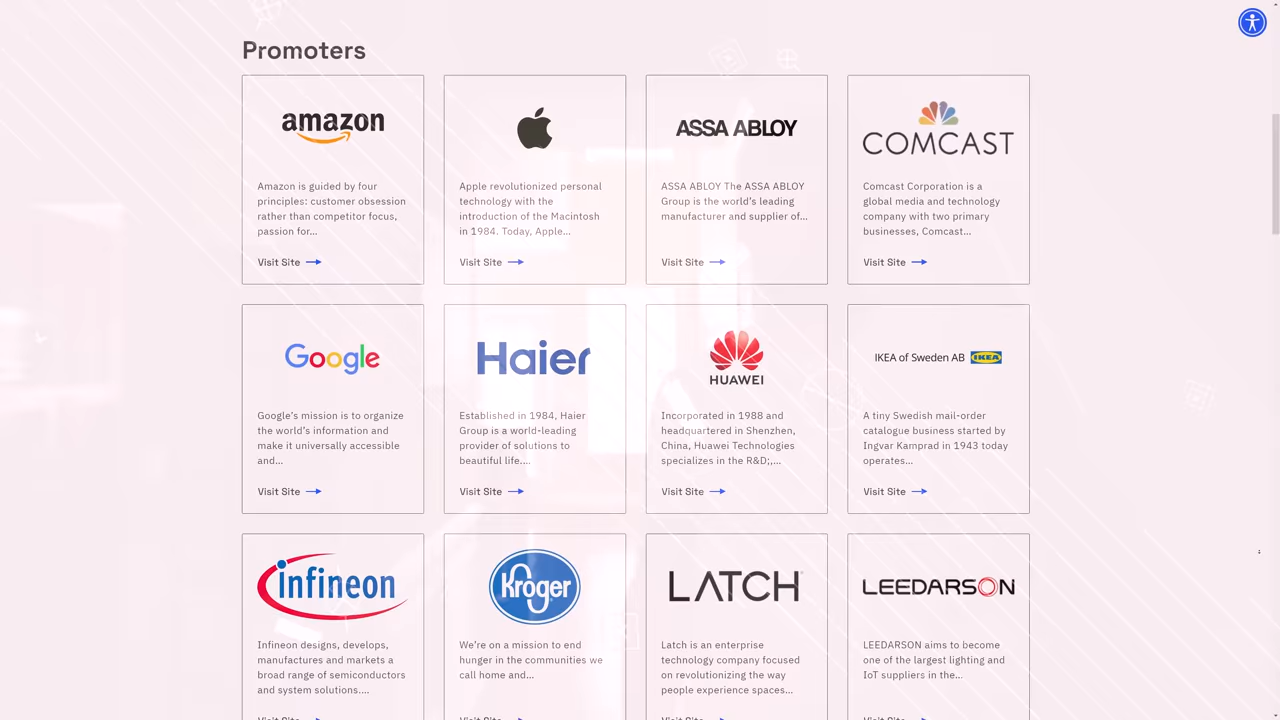 Promoters
amazon
Amazon is guided by four
principles: customer obsession
rather than competitor focus,
passion for...
Visit Site
Apple revolutionized personal
technology with the
introduction of the Macintosh
in 1984. Today, Apple...
Visit Site
ASSA ABLOY
ASSA ABLOY The ASSA ABLOY
Group is the world's leading
manufacturer and supplier of...
Visit Site
COMCAST
Comcast Corporation is a
global media and technology
company with two primary
businesses, Comcast...
Visit Site
Google
Google's mission is to organize
the world's information and
make it universally accessible
and...
Visit Site
Haier
Established in 1984, Haier
Group is a world-leading
provider of solutions to
beautiful life....
Visit Site
HUAWEI
Incorporated in 1988 and
headquartered in Shenzhen,
China, Huawei Technologies
specializes in the R&D;,...
Visit Site
IKEA of Sweden AB IKEA
A tiny Swedish mail-order
catalogue business started by
Ingvar Kamprad in 1943 today
operates...
Visit Site
infineon
Infineon designs, develops,
manufactures and markets a
broad range of semiconductors
and system solutions....
Visit Site
Kroger
We're on a mission to end
hunger in the communities we
call home and...
Visit Site
LATCH
Latch is an enterprise
technology company focused
on revolutionizing the way
people experience spaces...
Visit Site
LEEDARSON
LEEDARSON aims to become
one of the largest lighting and
IoT suppliers in the...
Visit Site